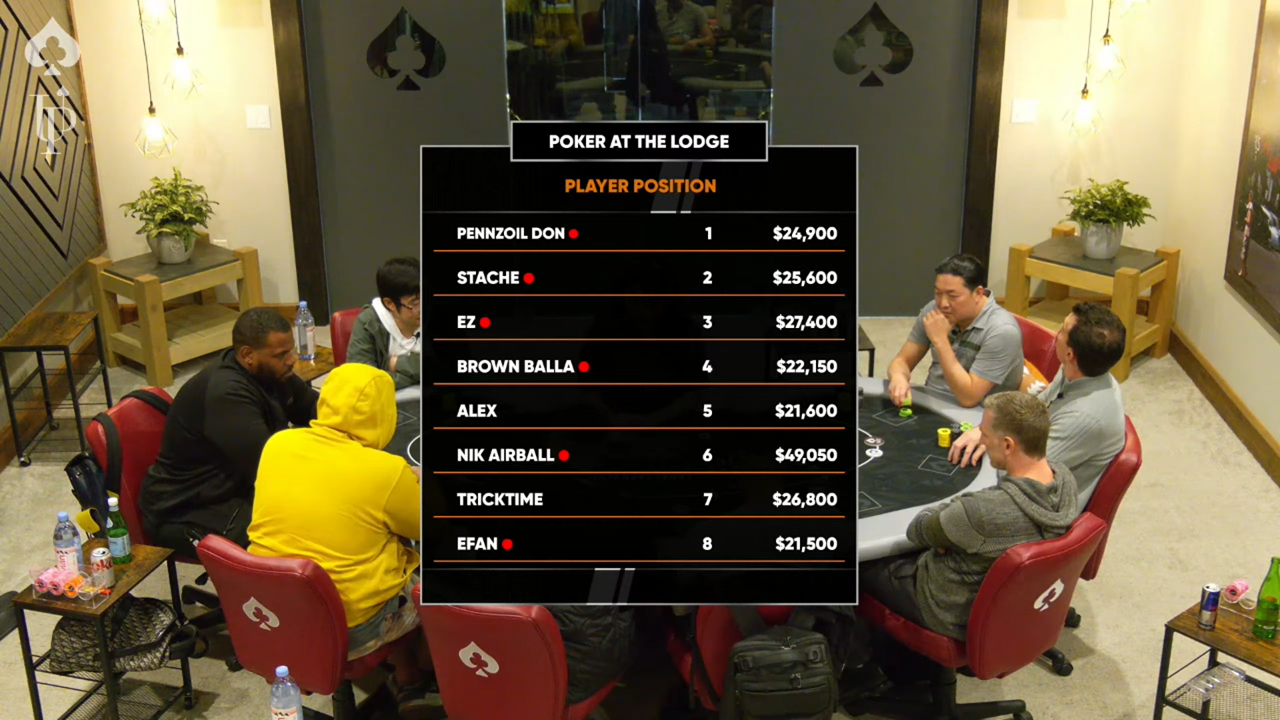 POKER AT THE LODGE
PLAYER POSITION
PENNZOIL DON 1 $24,900
STACHE 2 $25,600
EZ 3 $27,400
BROWN BALLA 4 $22,150
ALEX 5 $21,600
NIK AIRBALL 6 $49,050
TRICKTIME 7 $26,800
EFAN 8 $21,500